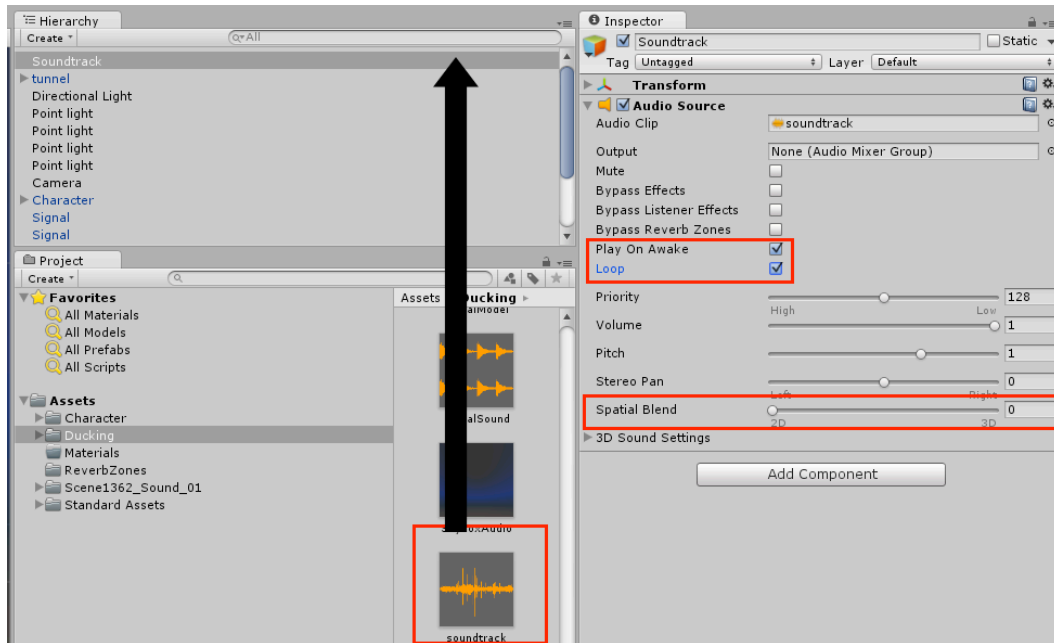 Hierarchy
Create
All
Soundtrack
tunnel
Directional Light
Point light
Point light
Point light
Point light
Camera
Character
Signal
Signal
Project
Create
Favorites
All Materials
All Models
All Prefabs
All Scripts
Assets
Character
Ducking
Materials
ReverbZones
Scene1362_Sound_01
Standard Assets
Assets
Ducking
soundtrack
Inspector
Soundtrack
Static
Tag Untagged Layer Default
Transform
Audio Source
Audio Clip soundtrack
Output None (Audio Mixer Group)
Mute
Bypass Effects
Bypass Listener Effects
Bypass Reverb Zones
Play On Awake
Loop
Priority 128
High Low
Volume 1
Pitch 1
Stereo Pan 0
Left Right
Spatial Blend 0
2D 3D
3D Sound Settings
Add Component